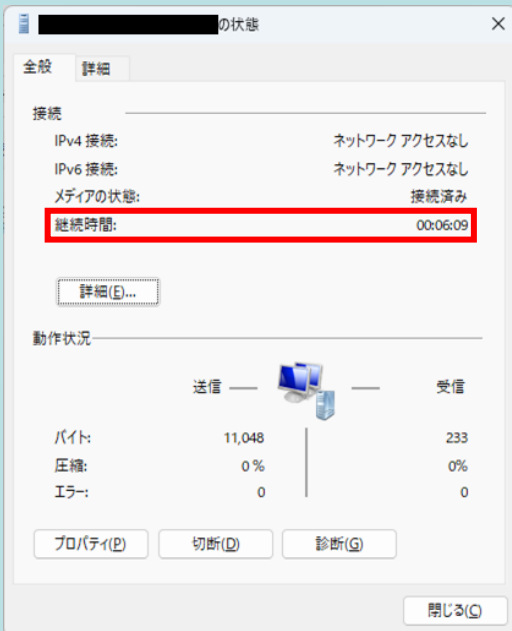 の状態
全般 詳細
接続
IPv4 接続: ネットワーク アクセスなし
IPv6 接続: ネットワーク アクセスなし
メディアの状態: 接続済み
継続時間: 00:06:09
詳細(E)...
動作状況
送信 受信
バイト: 11,048 233
圧縮: 0 % 0%
エラー: 0 0
プロパティ(P) 切断(D) 診断(G)
閉じる(C)